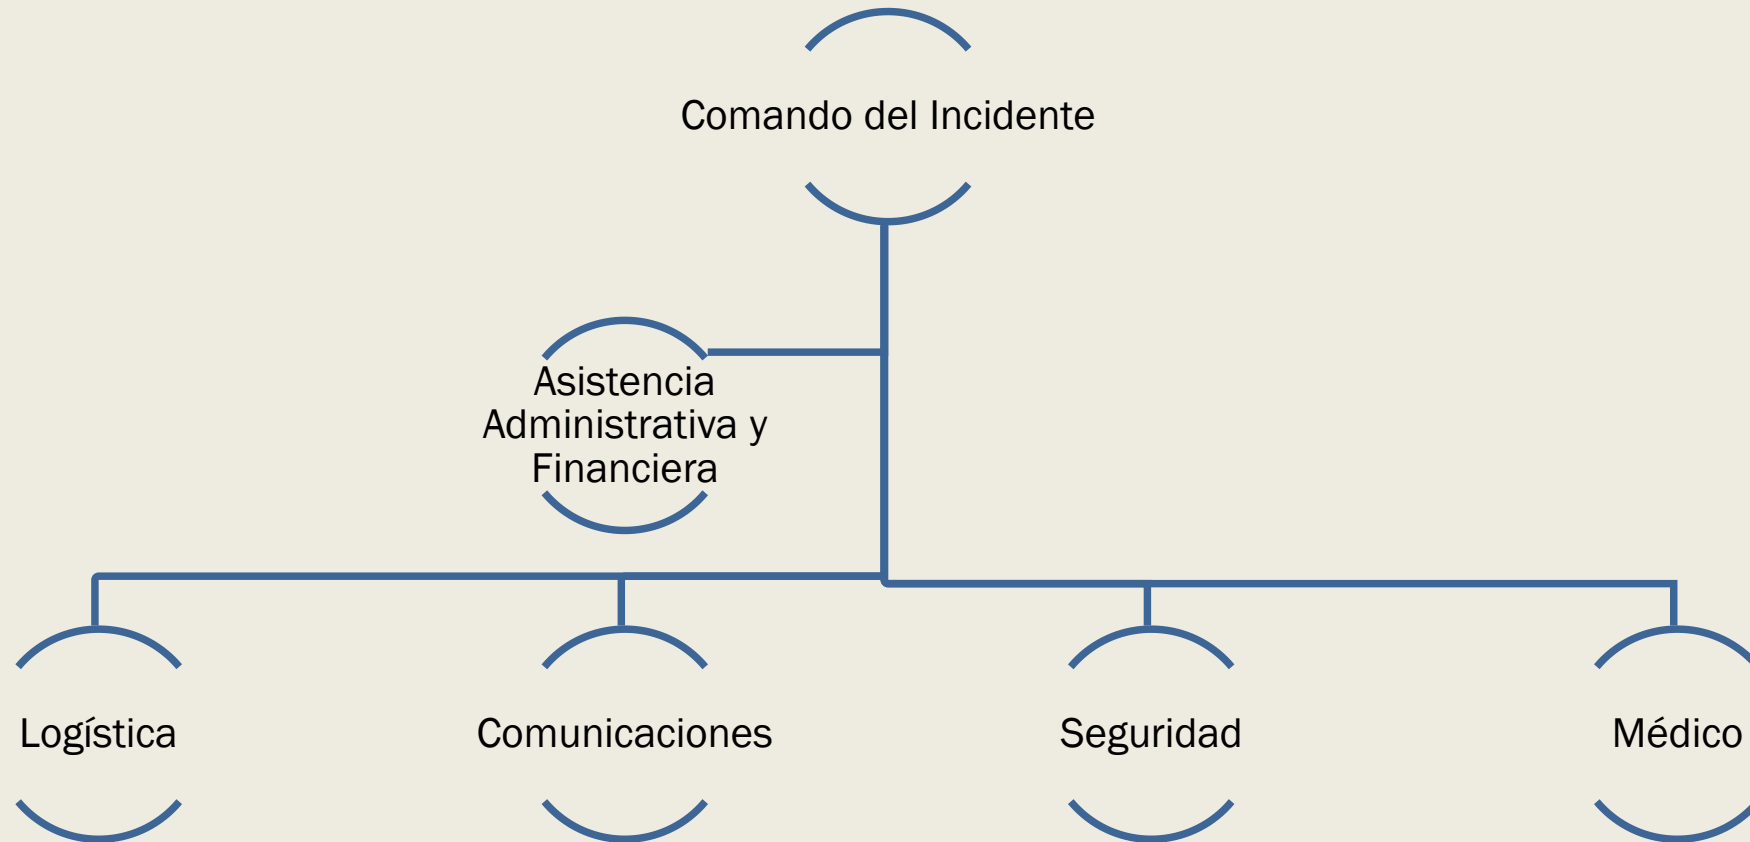 Comando del Incidente
Asistencia
Administrativa y
Financiera
Logística
Comunicaciones
Seguridad
Médico